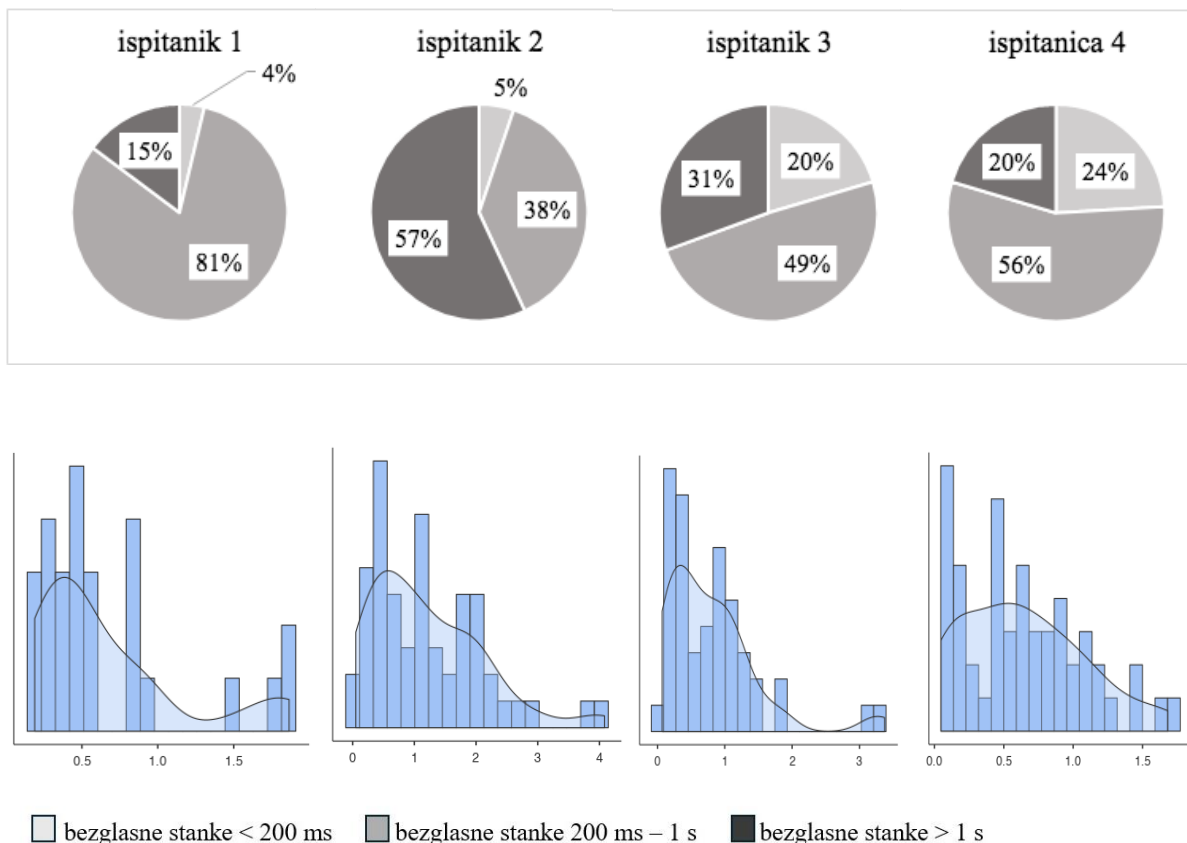 ispitanik 1 ispitanik 2 ispitanik 3 ispitanica 4
4% 15% 81%
5% 38% 57%
20% 31% 49%
24% 20% 56%
0.5 1.0 1.5
0 1 2 3 4
0 1 2 3
0.0 0.5 1.0 1.5
bezglasne stanke < 200 ms bezglasne stanke 200 ms – 1 s bezglasne stanke > 1 s